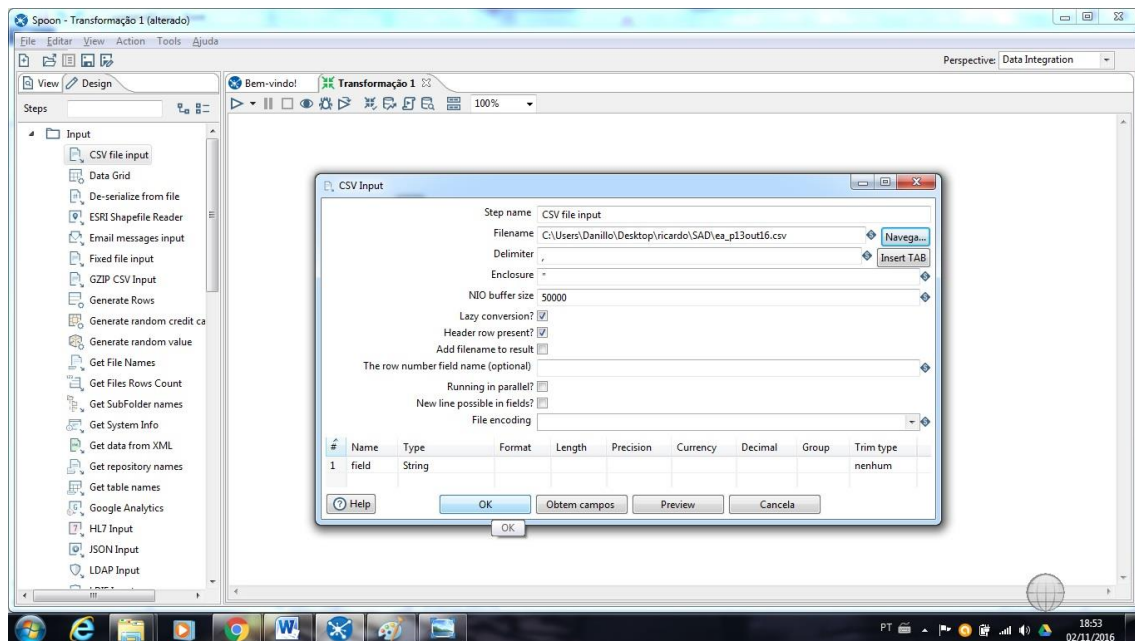 Spoon - Transformação 1 (alterado)
File Editar View Action Tools Ajuda
Perspective: Data Integration
View Design
Bem-vindo! Transformação 1
Steps
100%
Input
CSV file input
Data Grid
De-serialize from file
ESRI Shapefile Reader
Email messages input
Fixed file input
GZIP CSV Input
Generate Rows
Generate random credit ca
Generate random value
Get File Names
Get Files Rows Count
Get SubFolder names
Get System Info
Get data from XML
Get repository names
Get table names
Google Analytics
HL7 Input
JSON Input
LDAP Input
CSV Input
Step name CSV file input
Filename C:\Users\Danillo\Desktop\ricardo\SAD\ea_p13out16.csv Navega...
Delimiter , Insert TAB
Enclosure "
NIO buffer size 50000
Lazy conversion?
Header row present?
Add filename to result
The row number field name (optional)
Running in parallel?
New line possible in fields?
File encoding
# Name Type Format Length Precision Currency Decimal Group Trim type
1 field String nenhum
Help OK Obtem campos Preview Cancela
OK
PT 18:53
02/11/2016